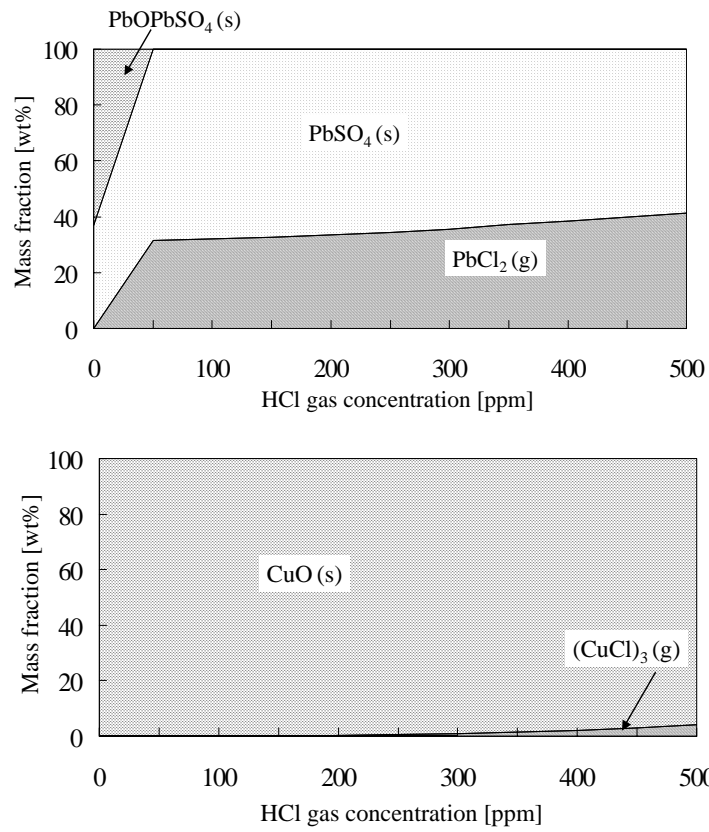 PbOPbSO₄ (s)
100
80
60
40
20
0
Mass fraction [wt%]
PbSO₄ (s)
PbCl₂ (g)
0 100 200 300 400 500
HCl gas concentration [ppm]
100
80
60
40
20
0
Mass fraction [wt%]
CuO (s)
(CuCl)₃ (g)
0 100 200 300 400 500
HCl gas concentration [ppm]